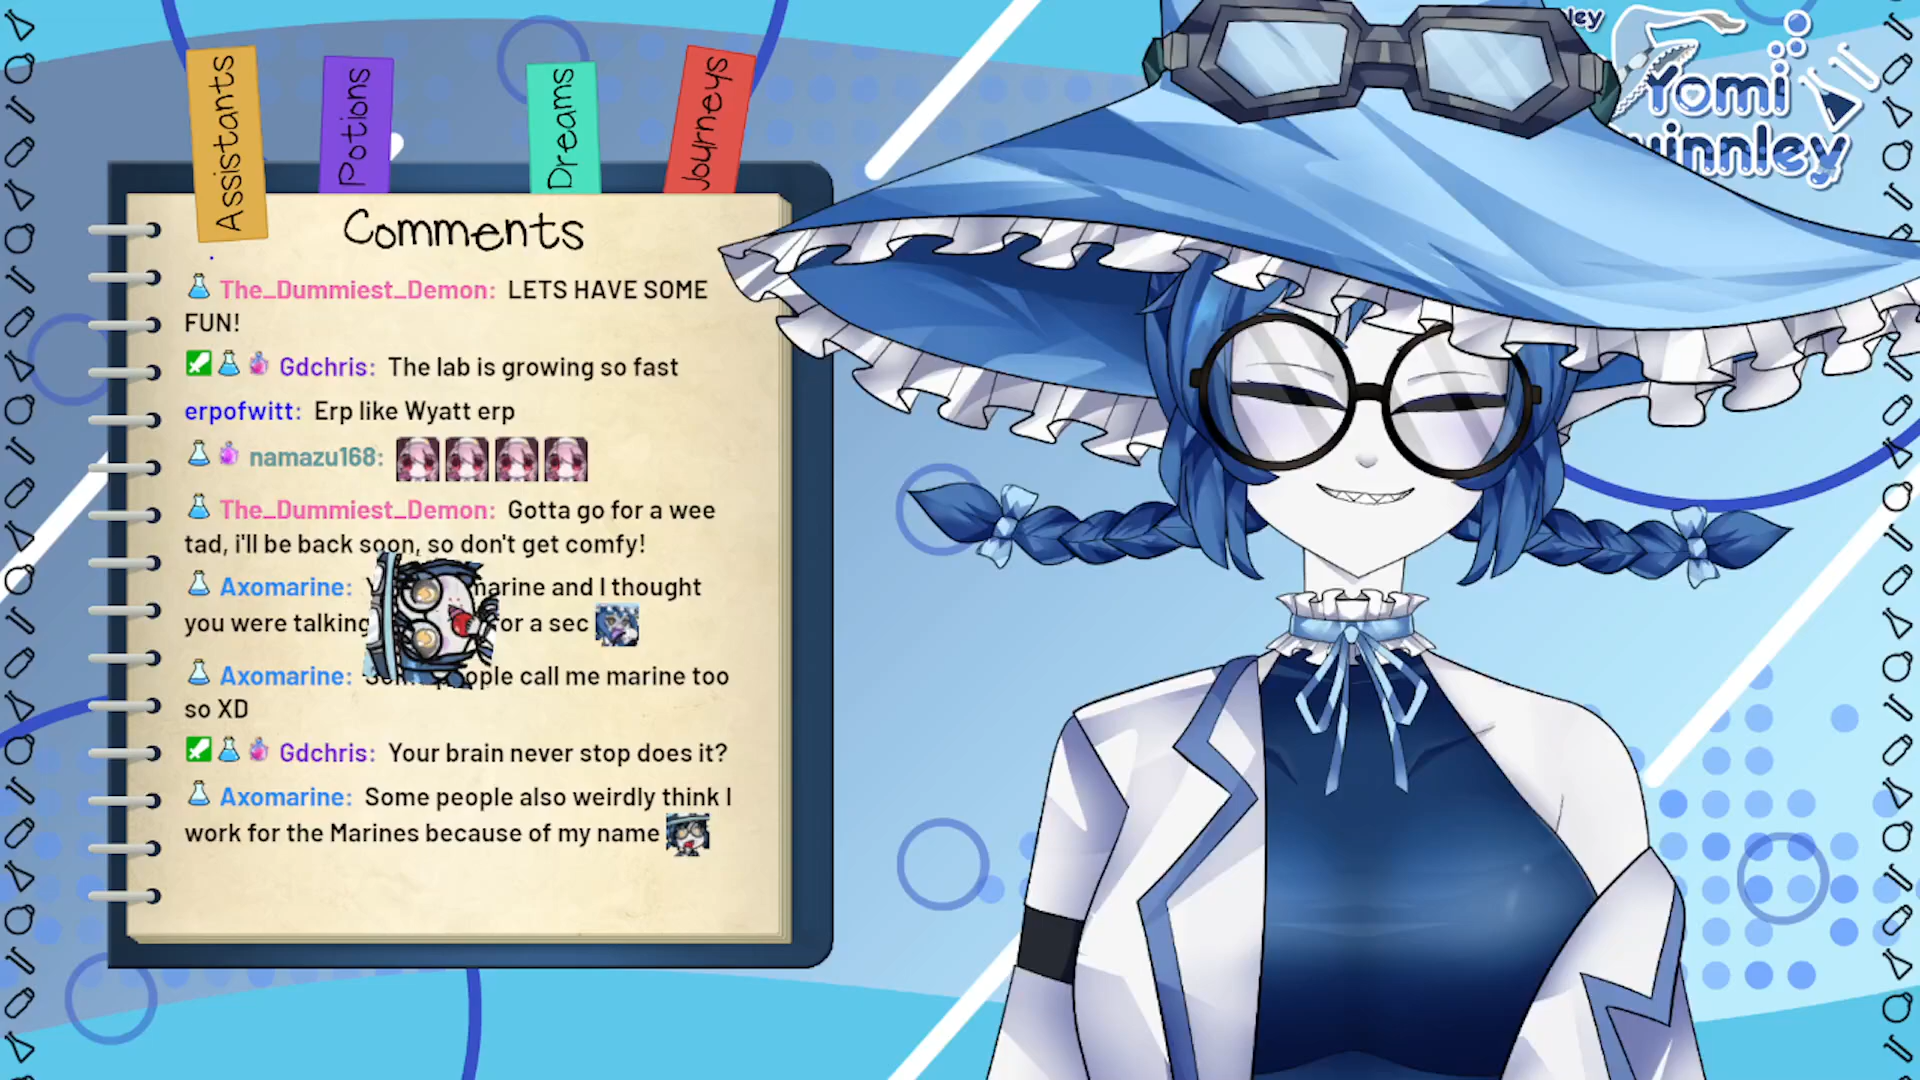 Assistants
Potions
Dreams
Journeys
Comments
The_Dummiest_Demon: LETS HAVE SOME
FUN!
Gdchris: The lab is growing so fast
erpofwitt: Erp like Wyatt erp
namazu168:
The_Dummiest_Demon: Gotta go for a wee
tad, i'll be back soon, so don't get comfy!
Axomarine: marine and I thought
you were talking for a sec
Axomarine: people call me marine too
so XD
Gdchris: Your brain never stop does it?
Axomarine: Some people also weirdly think I
work for the Marines because of my name
Yomi